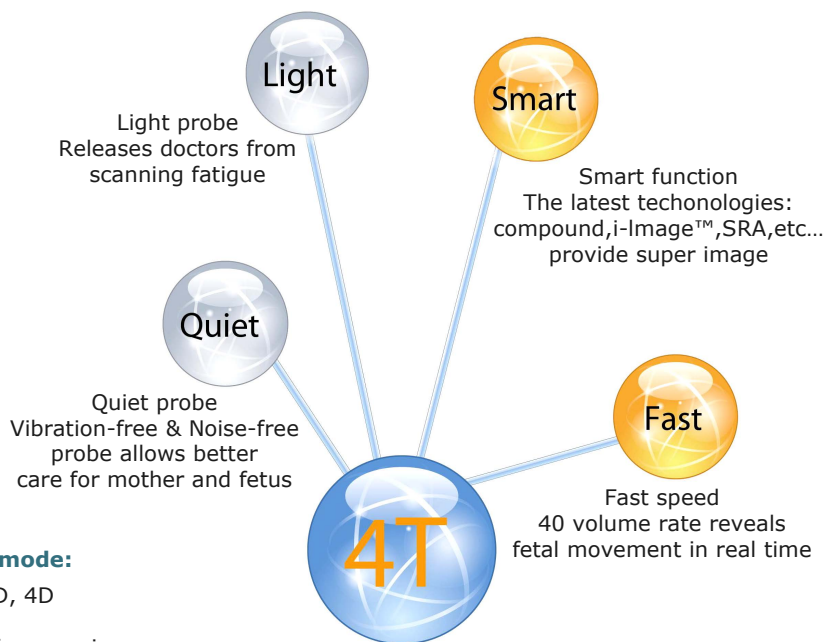 Light
Light probe
Releases doctors from
scanning fatigue
Smart
Smart function
The latest techonologies:
compound,i-Image™,SRA,etc…
provide super image
Quiet
Quiet probe
Vibration-free & Noise-free
probe allows better
care for mother and fetus
Fast
Fast speed
40 volume rate reveals
fetal movement in real time
4T
mode:
, 4D